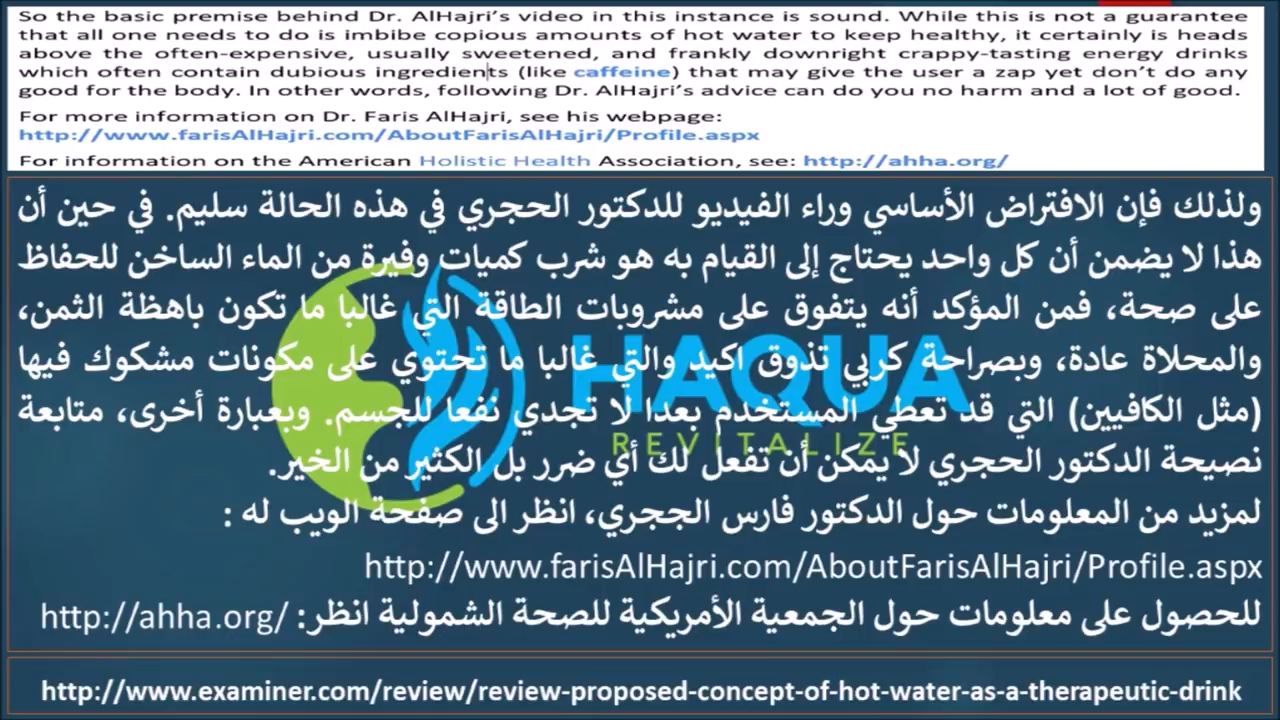 So the basic premise behind Dr. AlHajri's video in this instance is sound. While this is not a guarantee
that all one needs to do is imbibe copious amounts of hot water to keep healthy, it certainly is heads
above the often-expensive, usually sweetened, and frankly downright crappy-tasting energy drinks
which often contain dubious ingredients (like caffeine) that may give the user a zap yet don't do any
good for the body. In other words, following Dr. AlHajri's advice can do you no harm and a lot of good.
For more information on Dr. Faris AlHajri, see his webpage:
http://www.farisAlHajri.com/AboutFarisAlHajri/Profile.aspx
For information on the American Holistic Health Association, see: http://ahha.org/
ولذلك فإن الافتراض الأساسي وراء الفيديو للدكتور الحجري في هذه الحالة سليم. في حين أن
هذا لا يضمن أن كل واحد يحتاج إلى القيام به هو شرب كميات وفيرة من الماء الساخن للحفاظ
على صحة، فمن المؤكد أنه يتفوق على مشروبات الطاقة التي غالبا ما تكون باهظة الثمن،
والمحلاة عادة، وبصراحة كربي تذوق اكيد والتي غالبا ما تحتوي على مكونات مشكوك فيها
(مثل الكافيين) التي قد تعطي المستخدم بعدا لا تجدي نفعا للجسم. وبعبارة أخرى، متابعة
نصيحة الدكتور الحجري لا يمكن أن تفعل لك أي ضرر بل الكثير من الخير.
لمزيد من المعلومات حول الدكتور فارس الججري، انظر الى صفحة الويب له :
http://www.farisAlHajri.com/AboutFarisAlHajri/Profile.aspx
للحصول على معلومات حول الجمعية الأمريكية للصحة الشمولية انظر: http://ahha.org/
HAQUA
REVITALIZE
http://www.examiner.com/review/review-proposed-concept-of-hot-water-as-a-therapeutic-drink